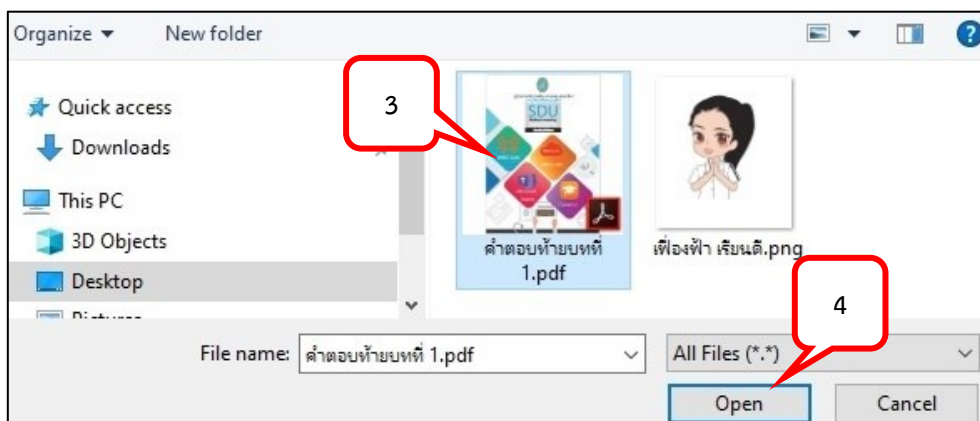 Organize
New folder
3
SDU
Quick access
Downloads
This PC
3D Objects
Desktop
Pictures
คำตอบท้ายบทที่
1.pdf
เฟื่องฟ้า เรียนดี.png
4
File name:
คำตอบท้ายบทที่ 1.pdf
All Files (*.*)
Open
Cancel
?